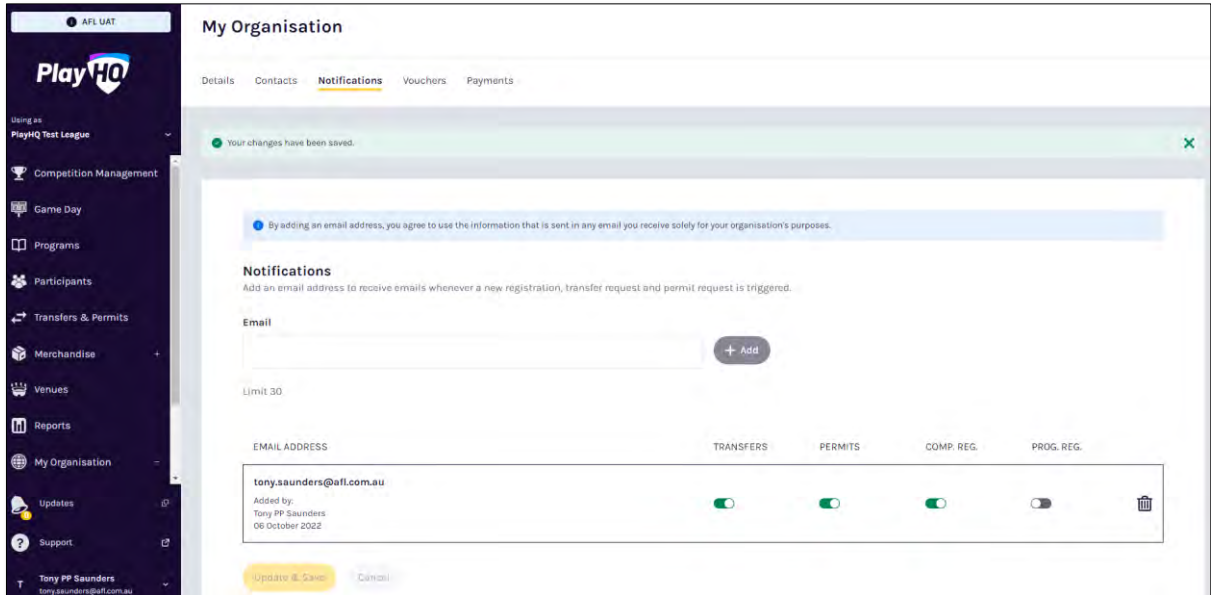 AFL UAT
PlayHQ
Using as
PlayHQ Test League
Competition Management
Game Day
Programs
Participants
Transfers & Permits
Merchandise +
Venues
Reports
My Organisation –
Updates
Support
T
Tony PP Saunders
tony.saunders@afl.com.au
My Organisation
Details Contacts Notifications Vouchers Payments
Your changes have been saved.
By adding an email address, you agree to use the information that is sent in any email you receive solely for your organisation's purposes.
Notifications
Add an email address to receive emails whenever a new registration, transfer request and permit request is triggered.
Email
+ Add
Limit 30
EMAIL ADDRESS TRANSFERS PERMITS COMP. REG. PROG. REG.
tony.saunders@afl.com.au
Added by:
Tony PP Saunders
06 October 2022
Update & Save Cancel